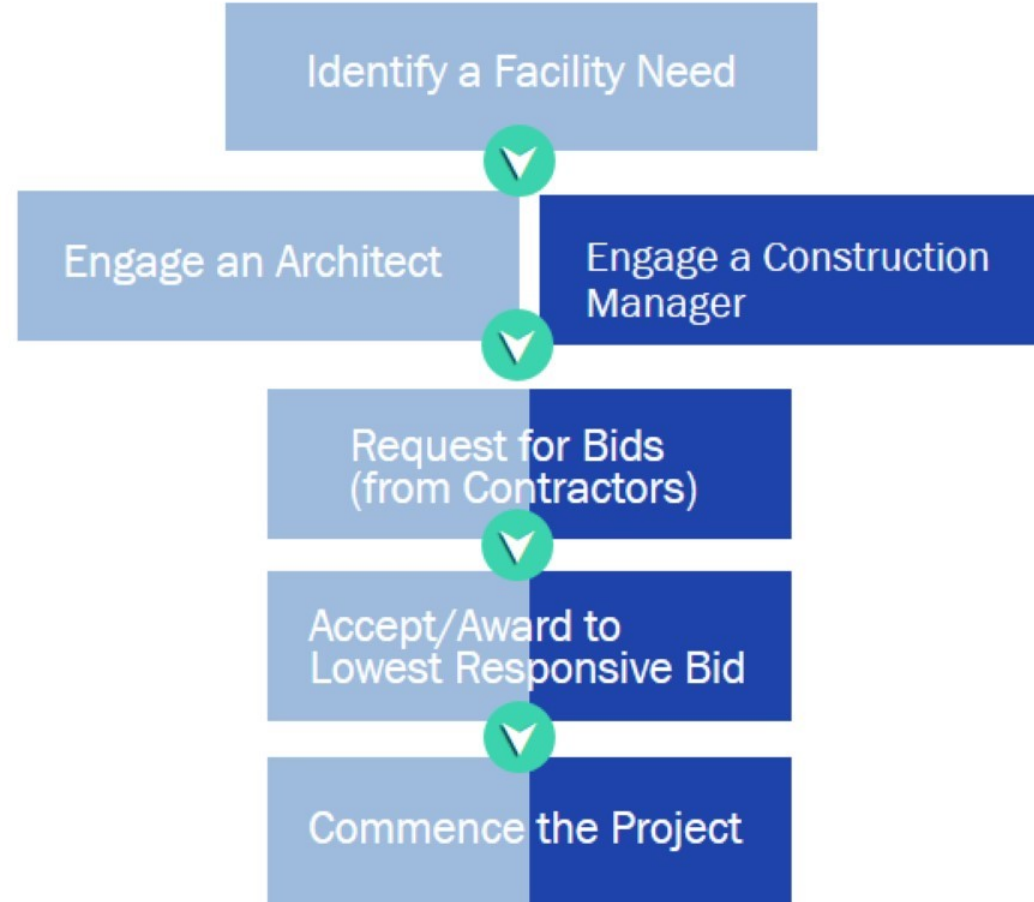 Identify a Facility Need
Engage an Architect
Engage a Construction
Manager
Request for Bids
(from Contractors)
Accept/Award to
Lowest Responsive Bid
Commence the Project